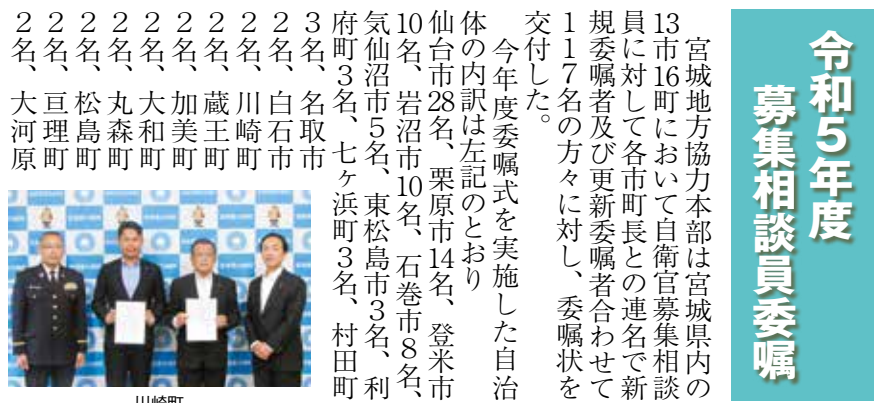 令和5年度
募集相談員委嘱
宮城地方協力本部は宮城県内の
13市16町において自衛官募集相談
員に対して各市町長との連名で新
規委嘱者及び更新委嘱者合わせて
１１７名の方々に対し、委嘱状を
交付した。
今年度委嘱式を実施した自治
体の内訳は左記のとおり
仙台市28名、栗原市14名、登米市
10名、岩沼市10名、石巻市８名、
気仙沼市５名、東松島市３名、利
府町３名、七ヶ浜町３名、村田町
３名、名取市
２名、白石市
２名、川崎町
２名、蔵王町
２名、加美町
２名、大和町
２名、丸森町
２名、松島町
２名、亘理町
２名、大河原
川崎町